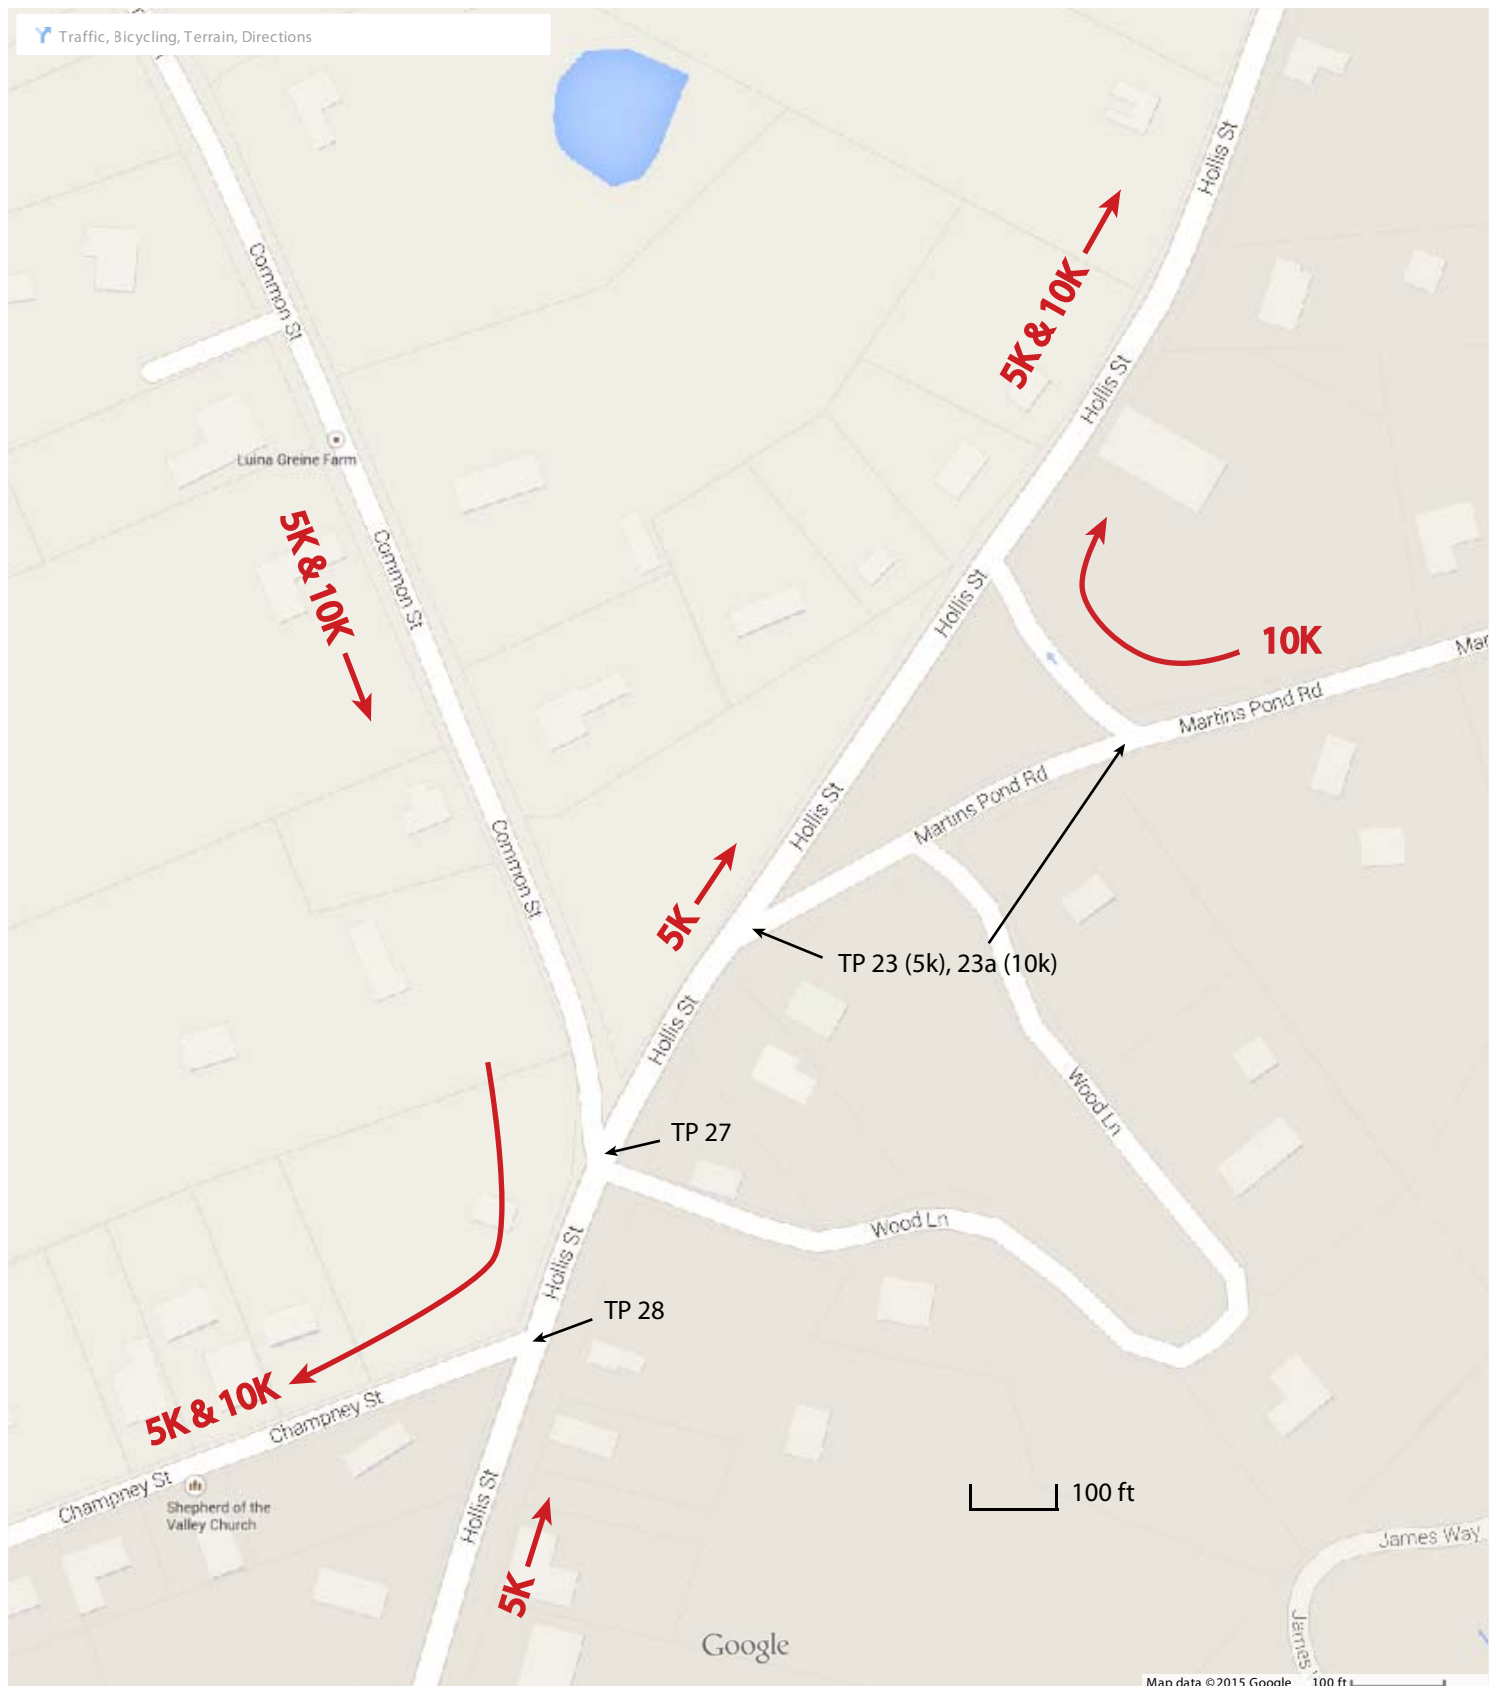 Traffic, Bicycling, Terrain, Directions
Hollis St
Common St
5K & 10K
Hollis St
Luina Greine Farm
5K & 10K
Common St
Hollis St
10K
Mar
Martins Pond Rd
Martins Pond Rd
Hollis St
Common St
5K
TP 23 (5k), 23a (10k)
Hollis St
Wood Ln
TP 27
Wood Ln
Hollis St
TP 28
5K & 10K
Champney St
Champney St
Shepherd of the
Valley Church
Hollis St
100 ft
James Way
5K
James
Google
Map data ©2015 Google 100 ft